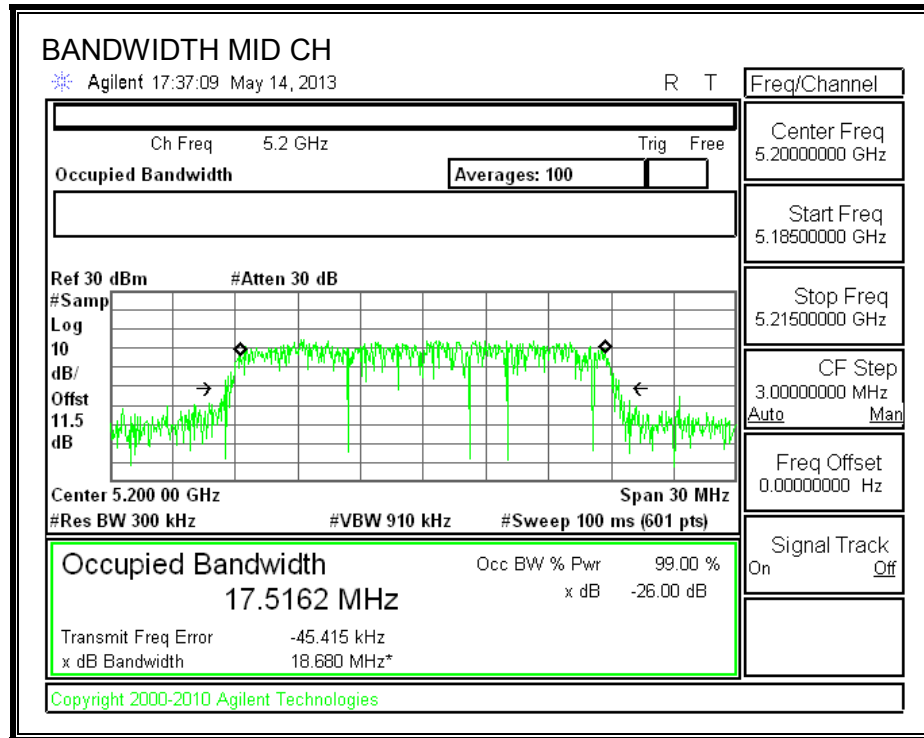 BANDWIDTH MID CH
Agilent 17:37:09 May 14, 2013 R T
Freq/Channel
Ch Freq 5.2 GHz Trig Free
Occupied Bandwidth Averages: 100
Center Freq
5.20000000 GHz
Start Freq
5.18500000 GHz
Stop Freq
5.21500000 GHz
CF Step
3.00000000 MHz
Auto Man
Freq Offset
0.00000000 Hz
Signal Track
On Off
Ref 30 dBm #Atten 30 dB
#Samp
Log
10
dB/
Offst
11.5
dB
Center 5.200 00 GHz Span 30 MHz
#Res BW 300 kHz #VBW 910 kHz #Sweep 100 ms (601 pts)
Occupied Bandwidth Occ BW % Pwr 99.00 %
17.5162 MHz x dB -26.00 dB
Transmit Freq Error -45.415 kHz
x dB Bandwidth 18.680 MHz*
Copyright 2000-2010 Agilent Technologies